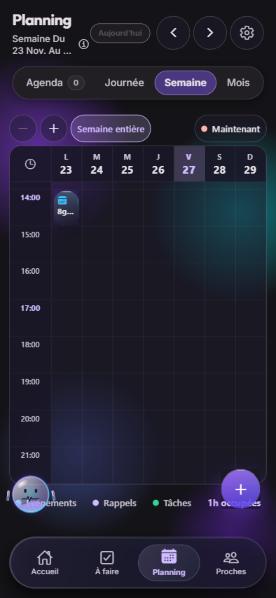 Planning
Semaine Du
23 Nov. Au ...
Aujourd'hui
Agenda 0 Journée Semaine Mois
Semaine entière
Maintenant
L M M J V S D
23 24 25 26 27 28 29
14:00
8g...
15:00
16:00
17:00
18:00
19:00
20:00
21:00
Rappels Tâches
Accueil À faire Planning Proches